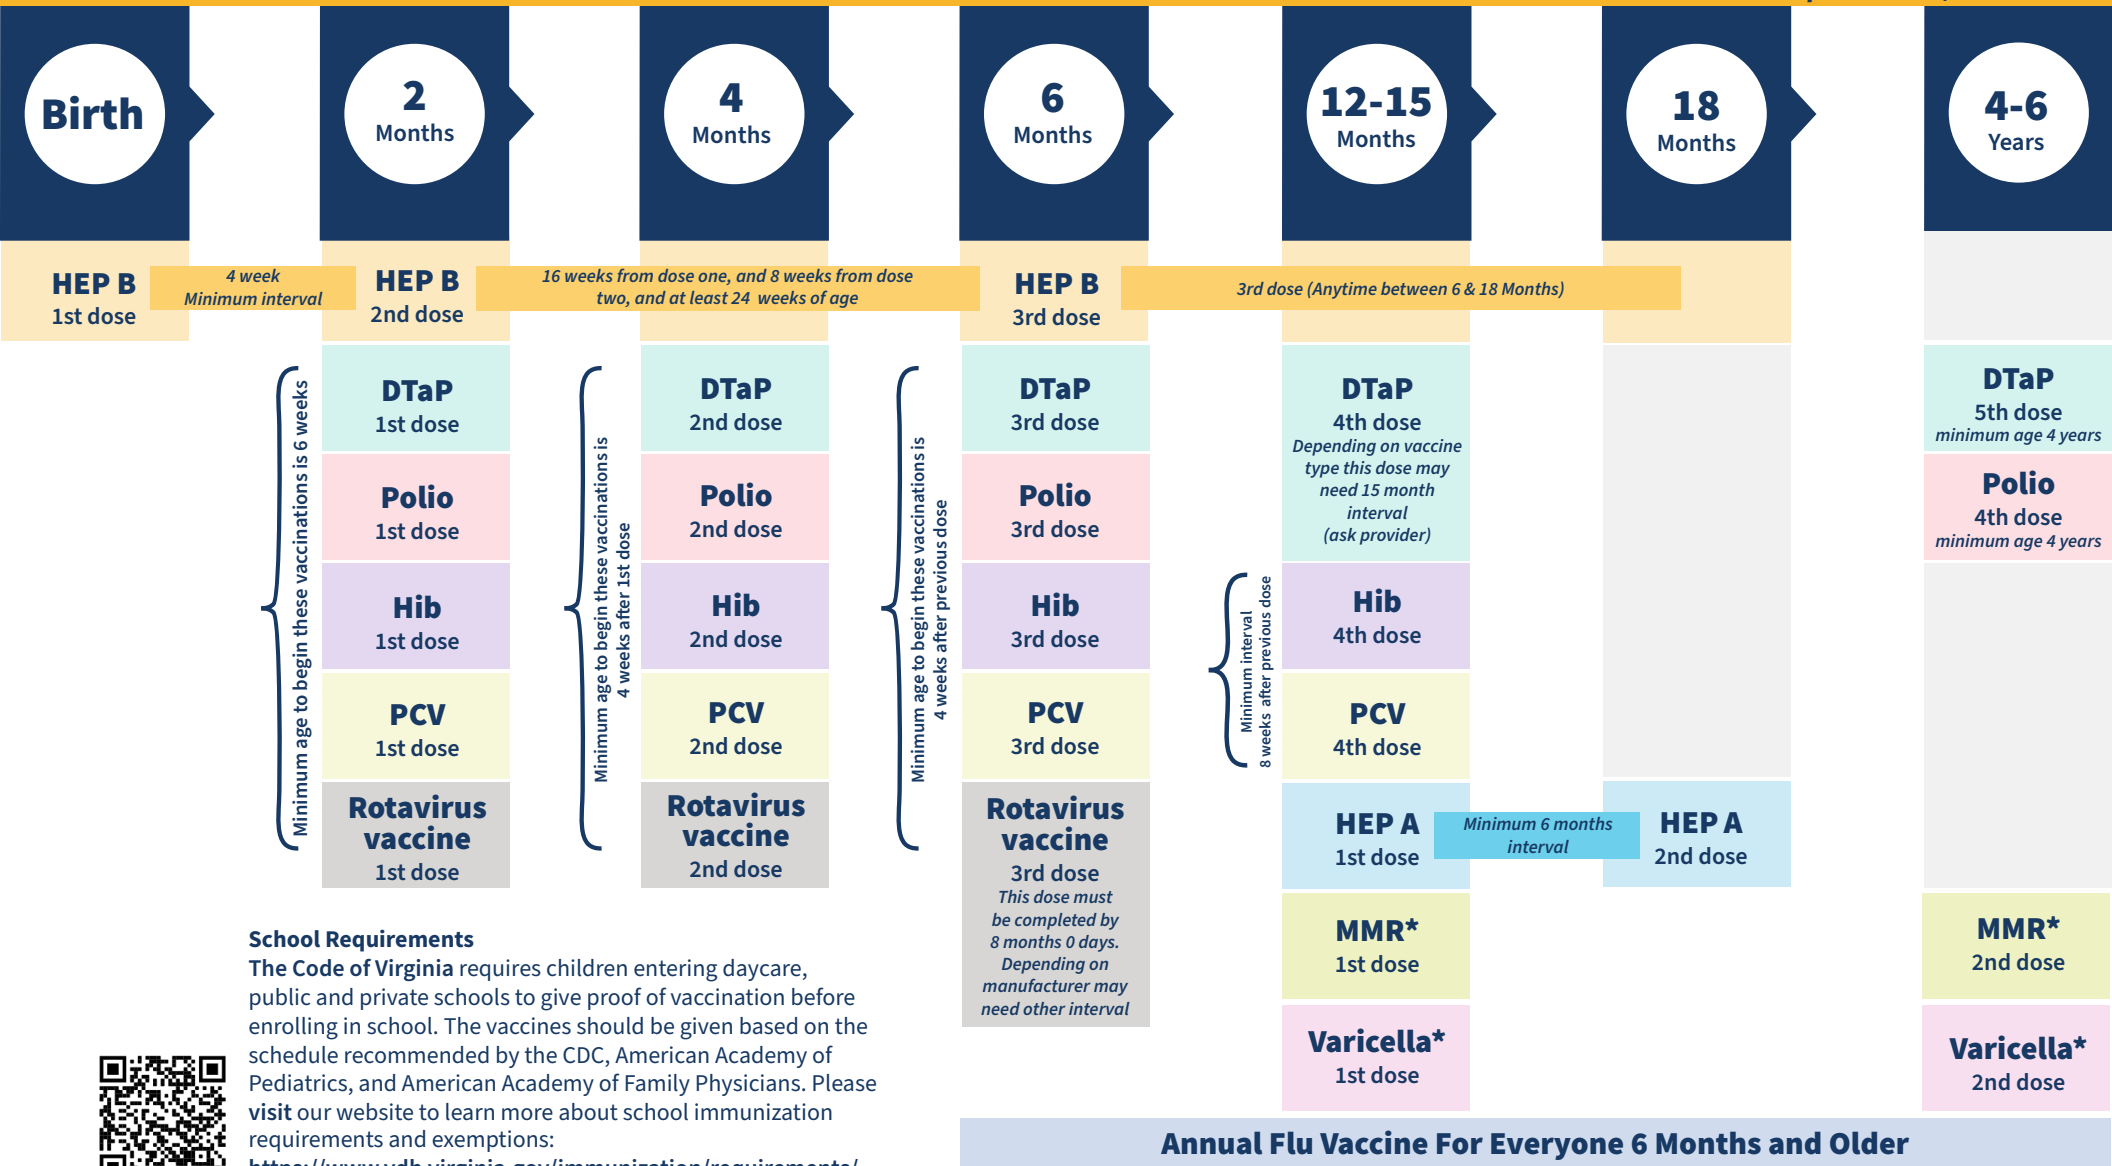 Birth
2
Months
4
Months
6
Months
12-15
Months
18
Months
4-6
Years
HEP B
1st dose
4 week
Minimum interval
HEP B
2nd dose
16 weeks from dose one, and 8 weeks from dose
two, and at least 24 weeks of age
HEP B
3rd dose
3rd dose (Anytime between 6 & 18 Months)
Minimum age to begin these vaccinations is 6 weeks
DTaP
1st dose
Polio
1st dose
Hib
1st dose
PCV
1st dose
Rotavirus
vaccine
1st dose
Minimum age to begin these vaccinations is
4 weeks after 1st dose
DTaP
2nd dose
Polio
2nd dose
Hib
2nd dose
PCV
2nd dose
Rotavirus
vaccine
2nd dose
Minimum age to begin these vaccinations is
4 weeks after previous dose
DTaP
3rd dose
Polio
3rd dose
Hib
3rd dose
PCV
3rd dose
Rotavirus
vaccine
3rd dose
This dose must
be completed by
8 months 0 days.
Depending on
manufacturer may
need other interval
DTaP
4th dose
Depending on vaccine
type this dose may
need 15 month
interval
(ask provider)
Minimum interval
8 weeks after previous dose
Hib
4th dose
PCV
4th dose
HEP A
1st dose
Minimum 6 months
interval
HEP A
2nd dose
MMR*
1st dose
Varicella*
1st dose
DTaP
5th dose
minimum age 4 years
Polio
4th dose
minimum age 4 years
MMR*
2nd dose
Varicella*
2nd dose
School Requirements
The Code of Virginia requires children entering daycare,
public and private schools to give proof of vaccination before
enrolling in school. The vaccines should be given based on the
schedule recommended by the CDC, American Academy of
Pediatrics, and American Academy of Family Physicians. Please
visit our website to learn more about school immunization
requirements and exemptions:
https://www.vdh.virginia.gov/immunization/requirements/
Annual Flu Vaccine For Everyone 6 Months and Older